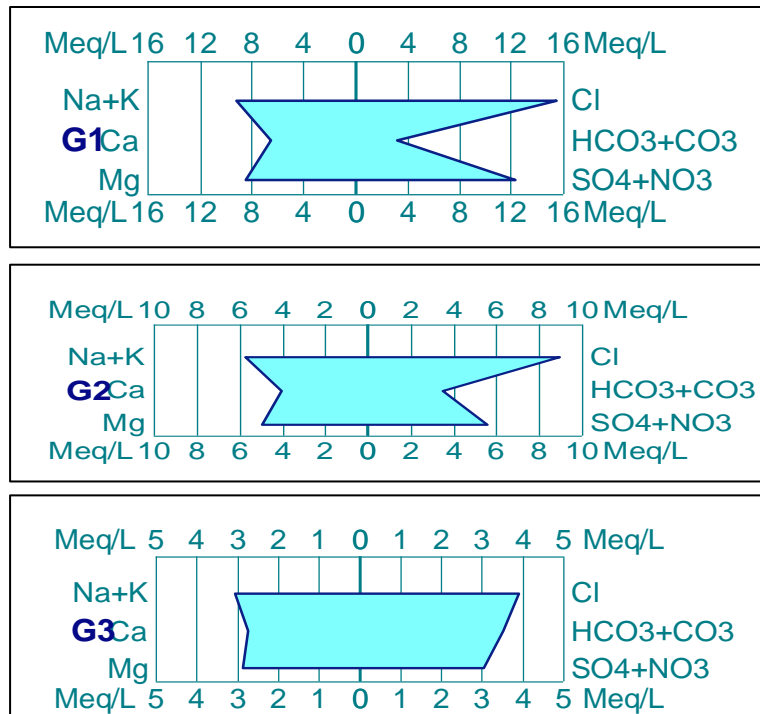 Meq/L 16 12 8 4 0 4 8 12 16 Meq/L
Na+K Cl
G1 Ca HCO3+CO3
Mg SO4+NO3
Meq/L 16 12 8 4 0 4 8 12 16 Meq/L
Meq/L 10 8 6 4 2 0 2 4 6 8 10 Meq/L
Na+K Cl
G2 Ca HCO3+CO3
Mg SO4+NO3
Meq/L 10 8 6 4 2 0 2 4 6 8 10 Meq/L
Meq/L 5 4 3 2 1 0 1 2 3 4 5 Meq/L
Na+K Cl
G3 Ca HCO3+CO3
Mg SO4+NO3
Meq/L 5 4 3 2 1 0 1 2 3 4 5 Meq/L